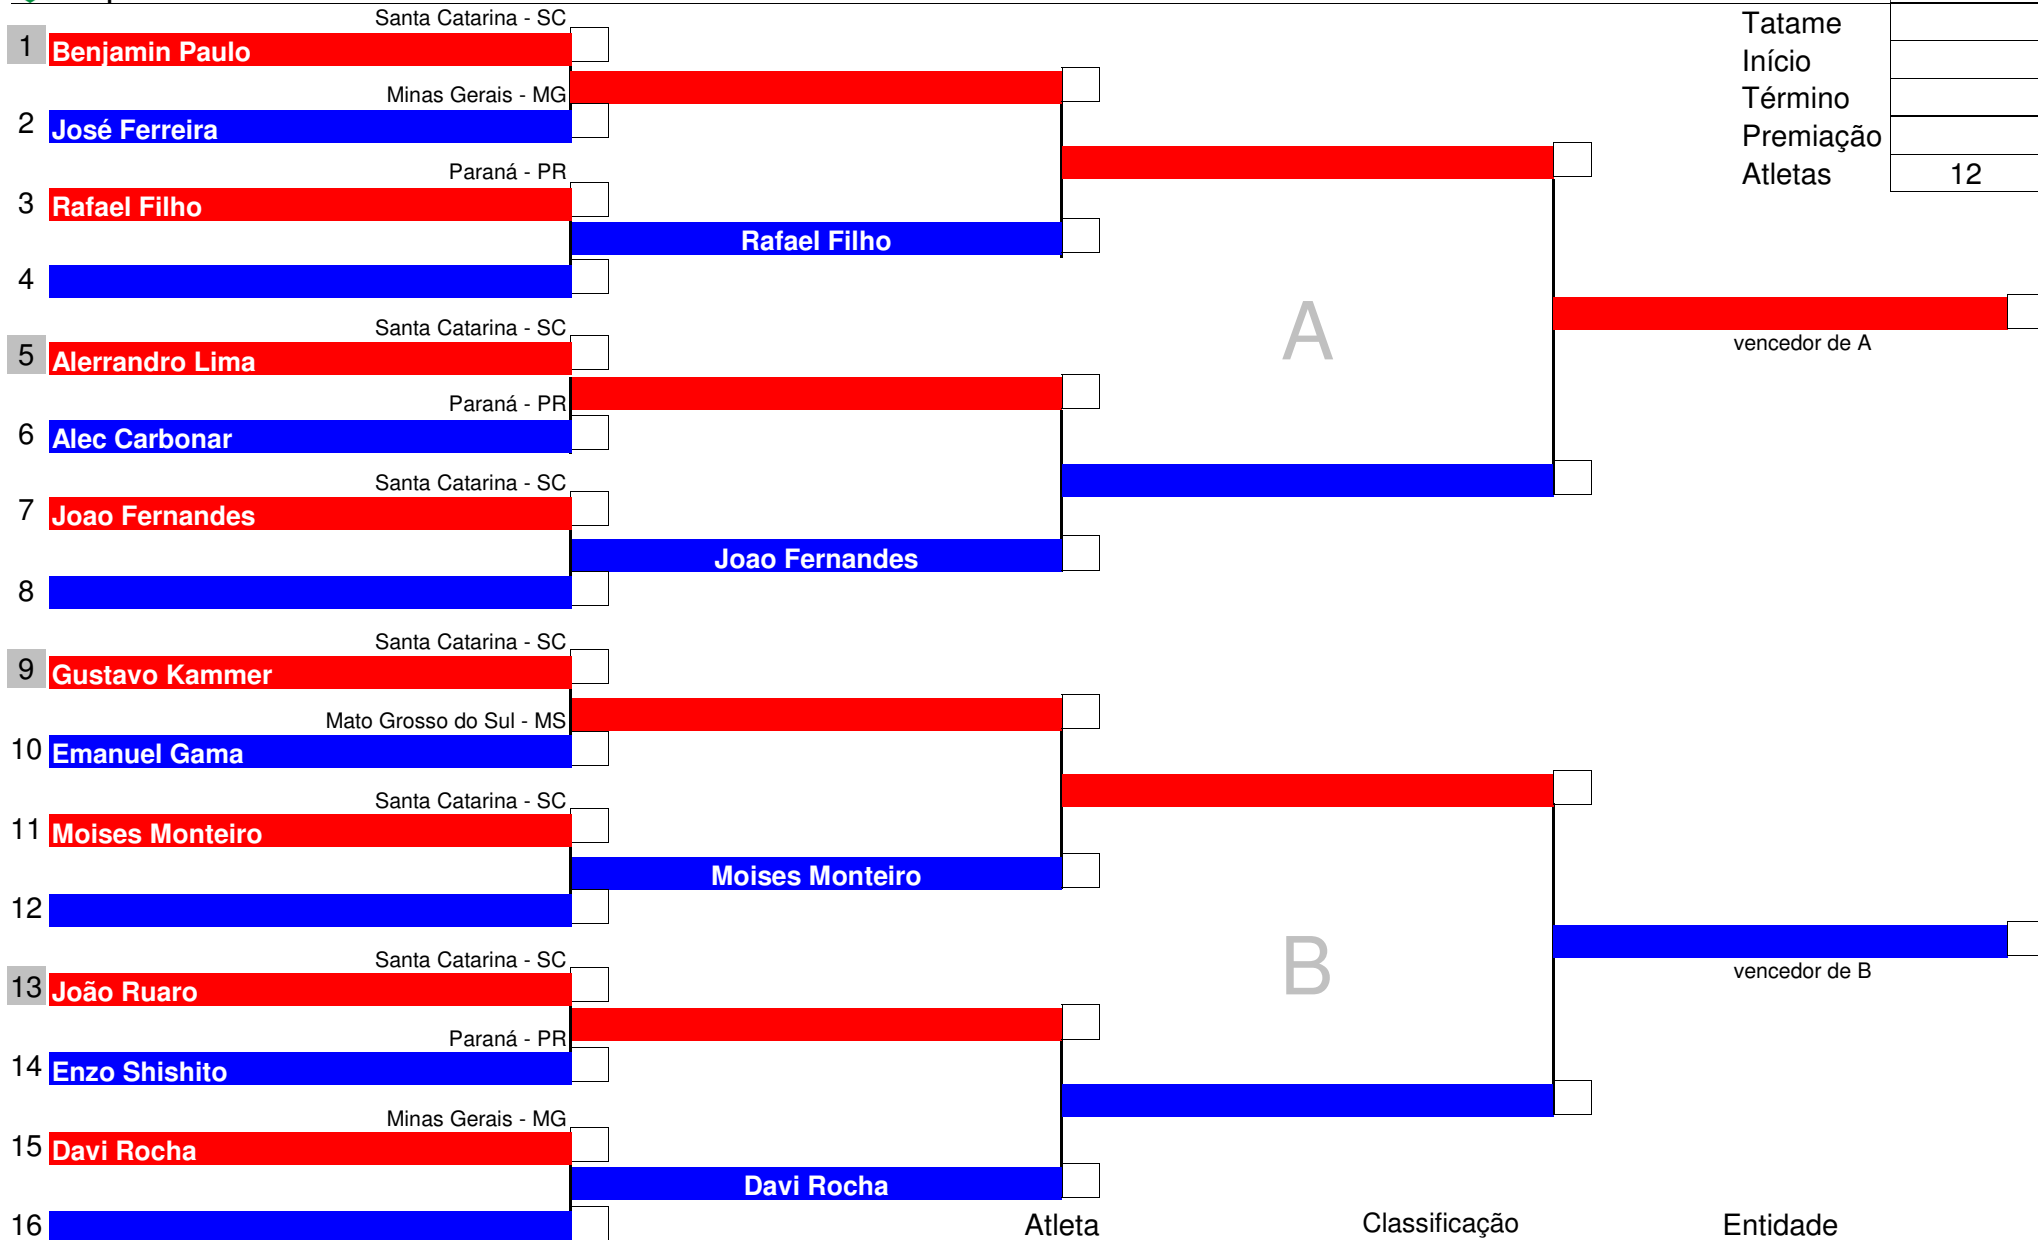 Santa Catarina - SC
1 Benjamin Paulo
Minas Gerais - MG
2 José Ferreira
Paraná - PR
3 Rafael Filho
Rafael Filho
4
Santa Catarina - SC
5 Alerrandro Lima
Paraná - PR
6 Alec Carbonar
Santa Catarina - SC
7 Joao Fernandes
Joao Fernandes
8
Santa Catarina - SC
9 Gustavo Kammer
Mato Grosso do Sul - MS
10 Emanuel Gama
Santa Catarina - SC
11 Moises Monteiro
Moises Monteiro
12
Santa Catarina - SC
13 João Ruaro
Paraná - PR
14 Enzo Shishito
Minas Gerais - MG
15 Davi Rocha
Davi Rocha
16
A
B
vencedor de A
vencedor de B
Tatame
Início
Término
Premiação
Atletas 12
Atleta Classificação Entidade